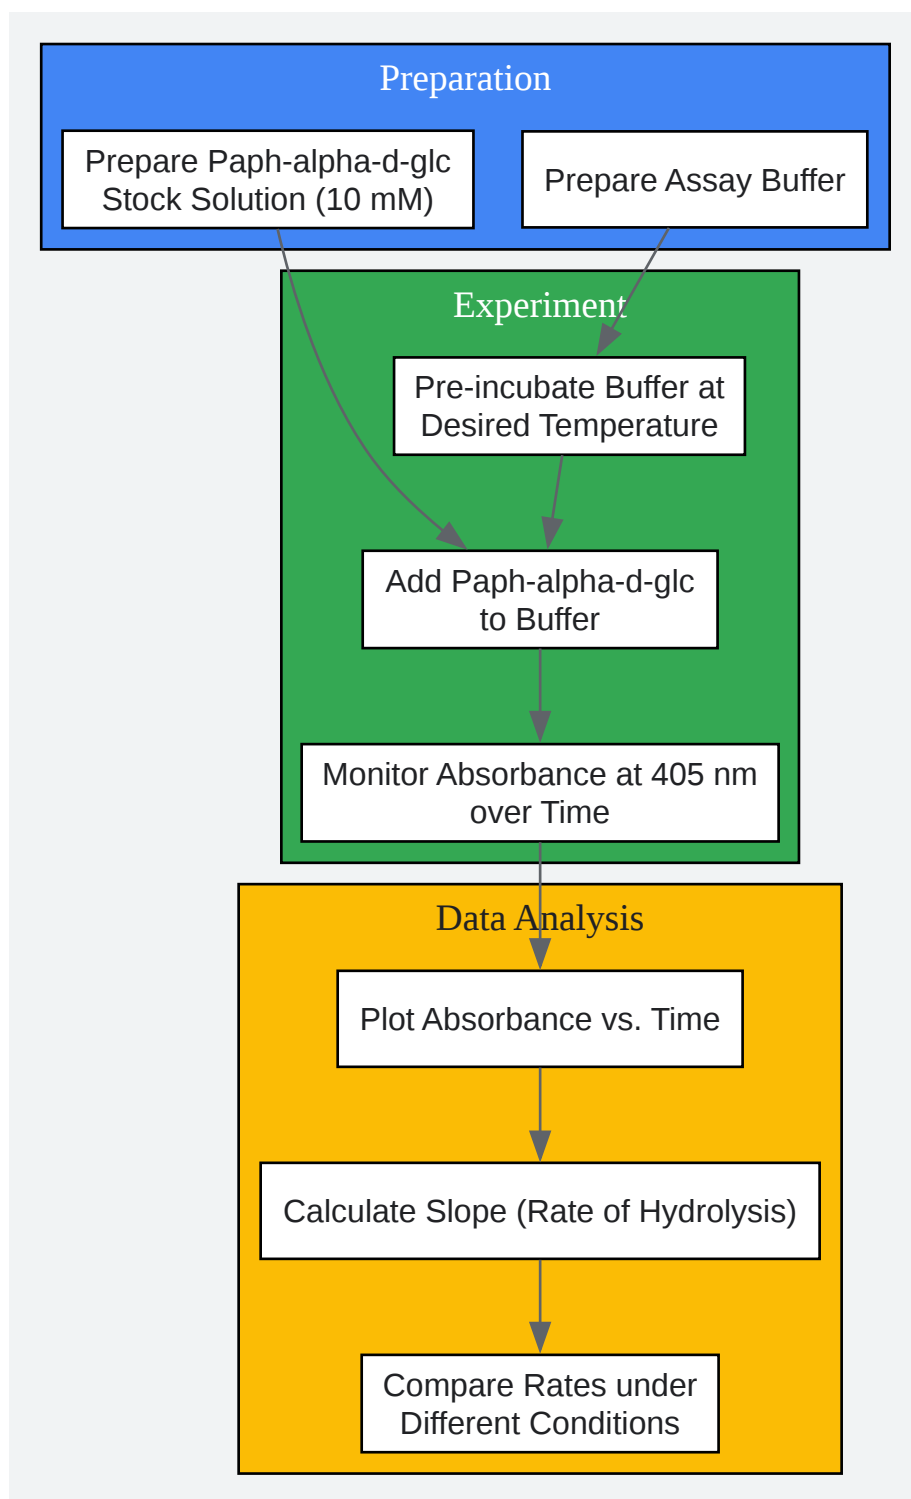 Preparation
Prepare Paph-alpha-d-glc
Stock Solution (10 mM)
Prepare Assay Buffer
Experiment
Pre-incubate Buffer at
Desired Temperature
Add Paph-alpha-d-glc
to Buffer
Monitor Absorbance at 405 nm
over Time
Data Analysis
Plot Absorbance vs. Time
Calculate Slope (Rate of Hydrolysis)
Compare Rates under
Different Conditions